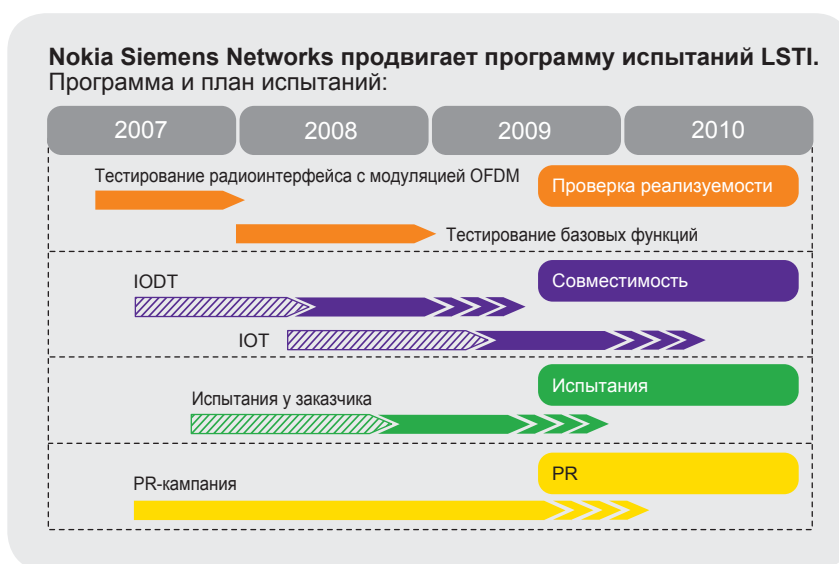 Nokia Siemens Networks продвигает программу испытаний LSTI.
Программа и план испытаний:
2007 2008 2009 2010
Тестирование радиоинтерфейса с модуляцией OFDM
Проверка реализуемости
Тестирование базовых функций
IODT
Совместимость
IOT
Испытания у заказчика
Испытания
PR-кампания
PR